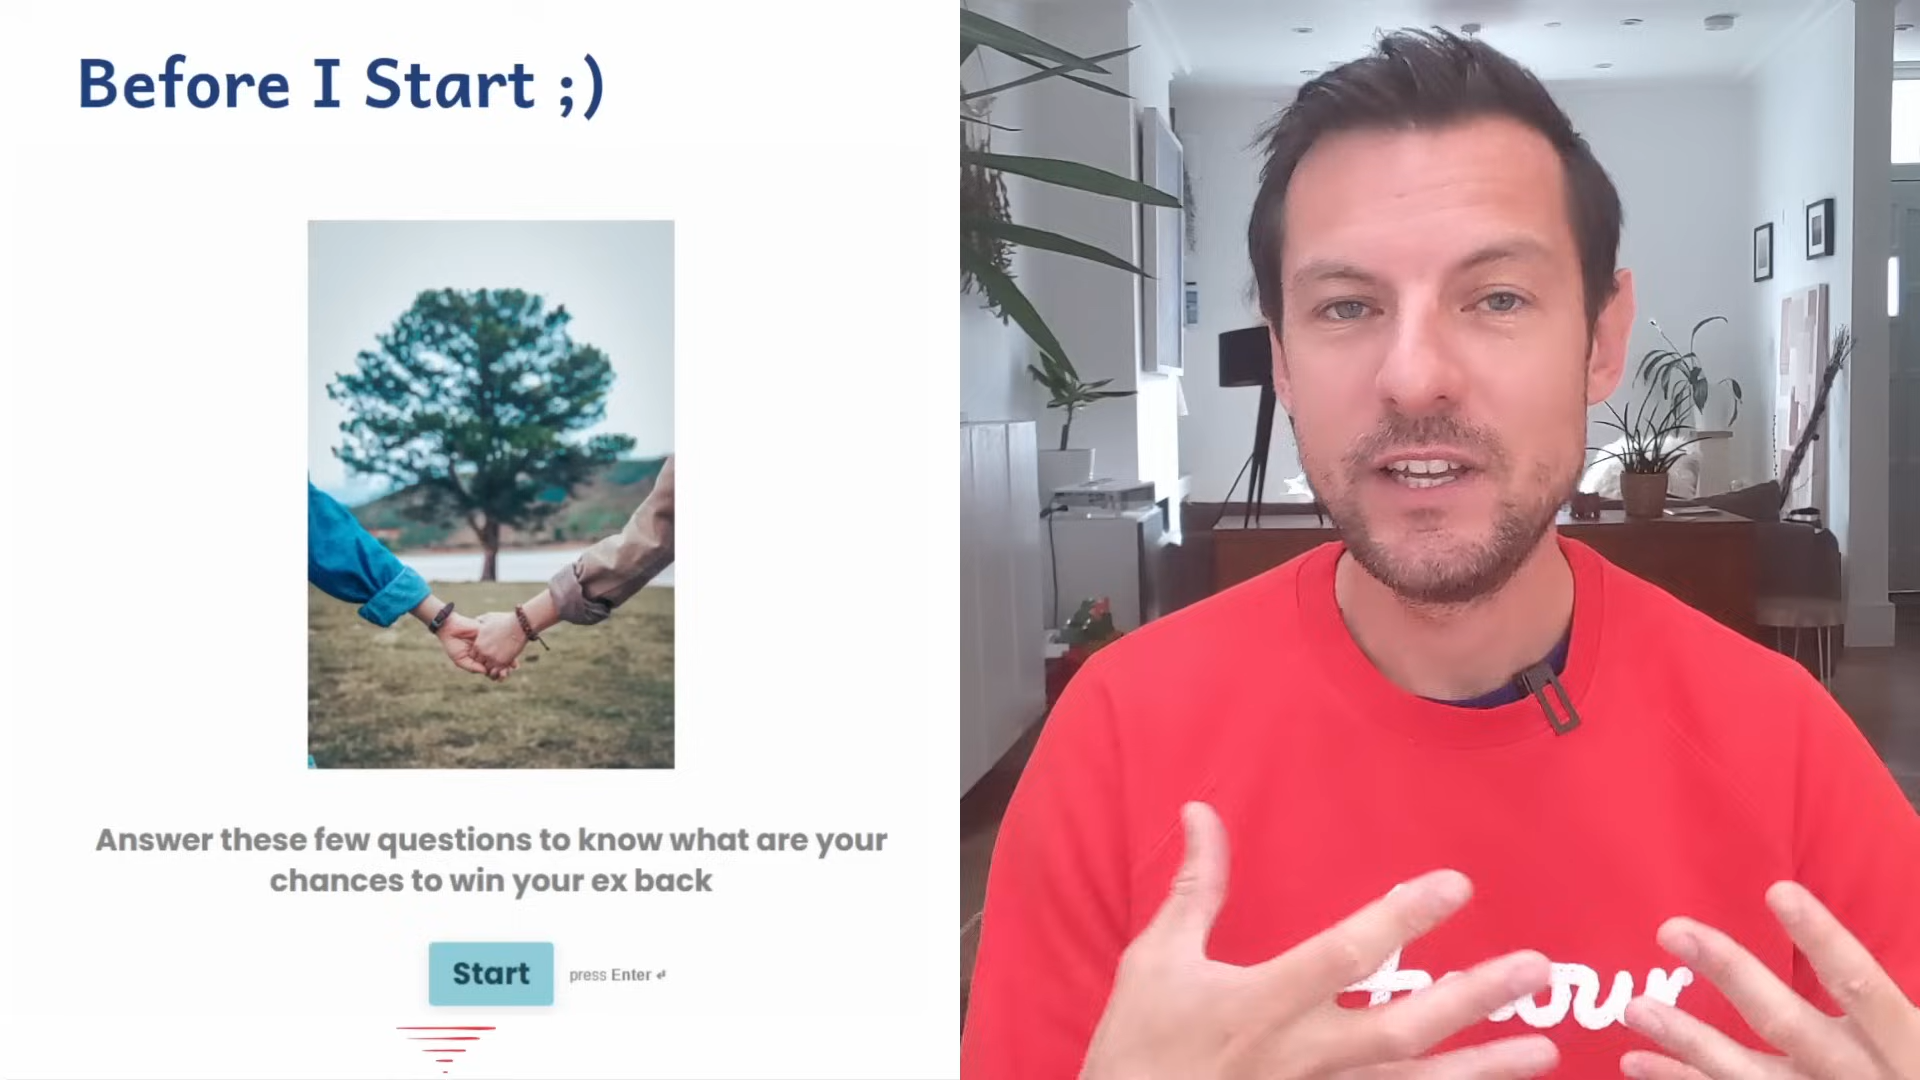 Before I Start ;)
Answer these few questions to know what are your
chances to win your ex back
Start
press Enter ↵